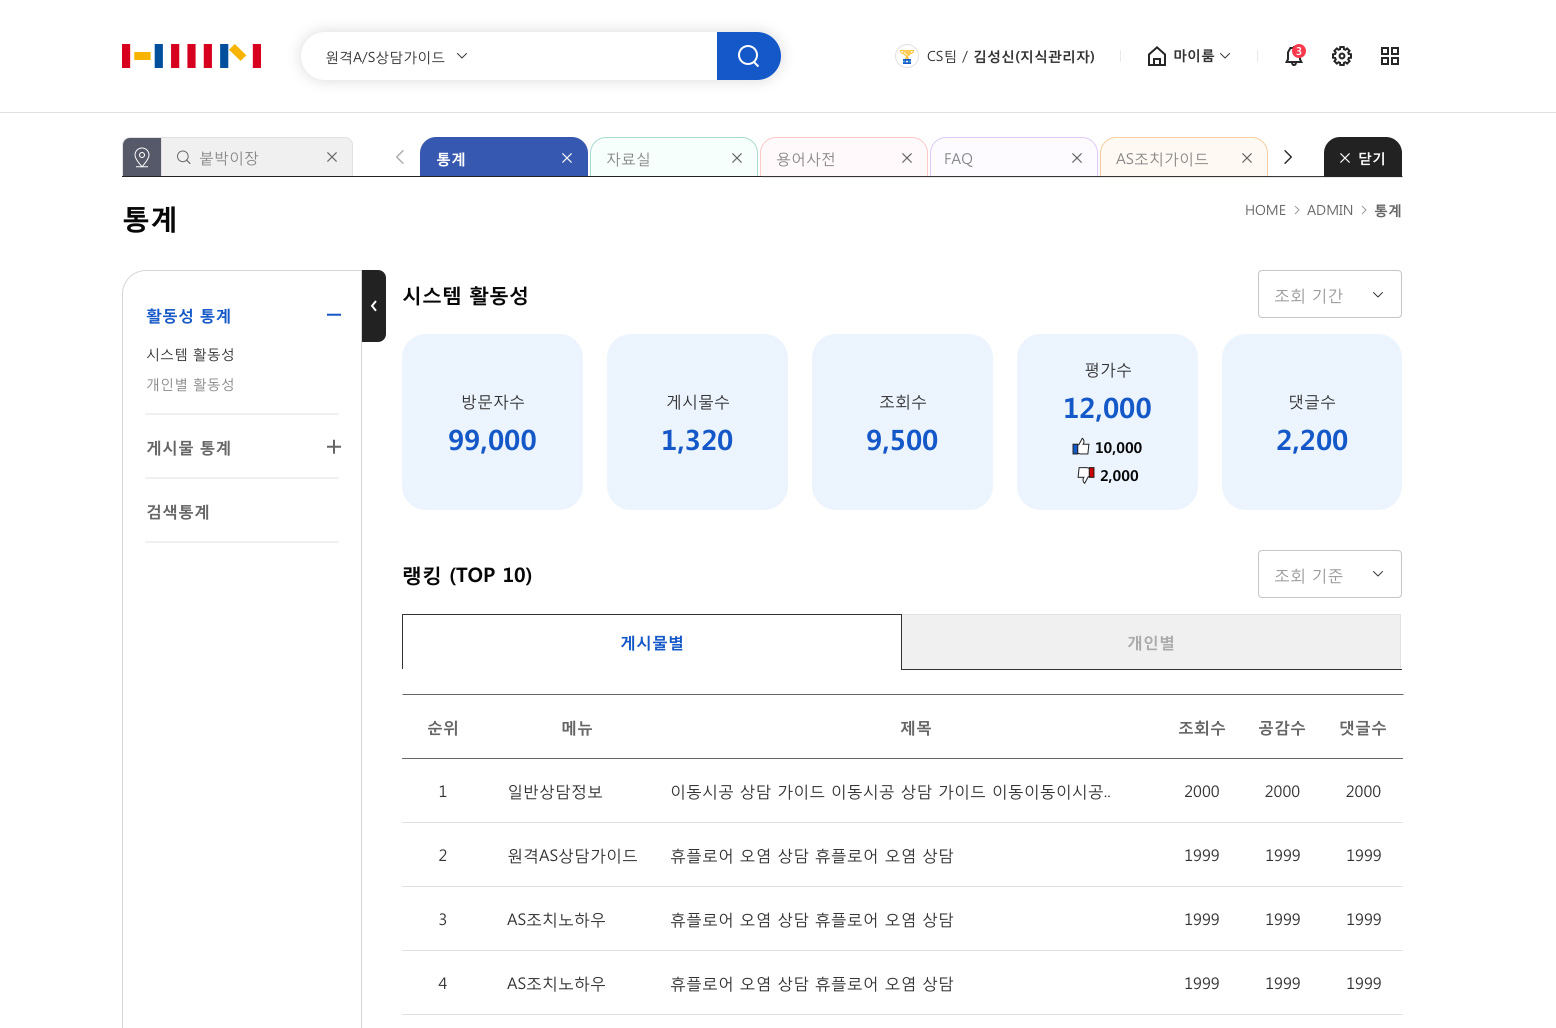 원격A/S상담가이드
CS팀 / 김성신(지식관리자)
마이룸
3
붙박이장
통계
자료실
용어사전
FAQ
AS조치가이드
닫기
통계
HOME > ADMIN > 통계
활동성 통계
시스템 활동성
개인별 활동성
게시물 통계
검색통계
시스템 활동성
조회 기간
방문자수
99,000
게시물수
1,320
조회수
9,500
평가수
12,000
10,000
2,000
댓글수
2,200
랭킹 (TOP 10)
조회 기준
게시물별
개인별
순위 메뉴 제목 조회수 공감수 댓글수
1 일반상담정보 이동시공 상담 가이드 이동시공 상담 가이드 이동이동이시공.. 2000 2000 2000
2 원격AS상담가이드 휴플로어 오염 상담 휴플로어 오염 상담 1999 1999 1999
3 AS조치노하우 휴플로어 오염 상담 휴플로어 오염 상담 1999 1999 1999
4 AS조치노하우 휴플로어 오염 상담 휴플로어 오염 상담 1999 1999 1999